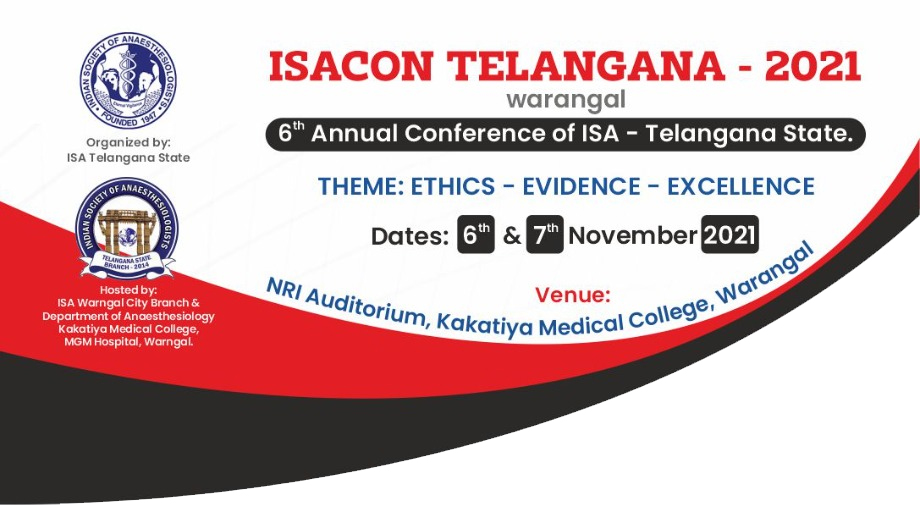 INDIAN SOCIETY OF ANAESTHESIOLOGISTS
Eternal Vigilance
FOUNDED 1947
Organized by:
ISA Telangana State
INDIAN SOCIETY OF ANAESTHESIOLOGISTS
TELANGANA STATE
BRANCH - 2014
Hosted by:
ISA Warngal City Branch &
Department of Anaesthesiology
Kakatiya Medical College,
MGM Hospital, Warngal.
ISACON TELANGANA - 2021
warangal
6th Annual Conference of ISA - Telangana State.
THEME: ETHICS - EVIDENCE - EXCELLENCE
Dates: 6th & 7th November 2021
Venue:
NRI Auditorium, Kakatiya Medical College, Warangal